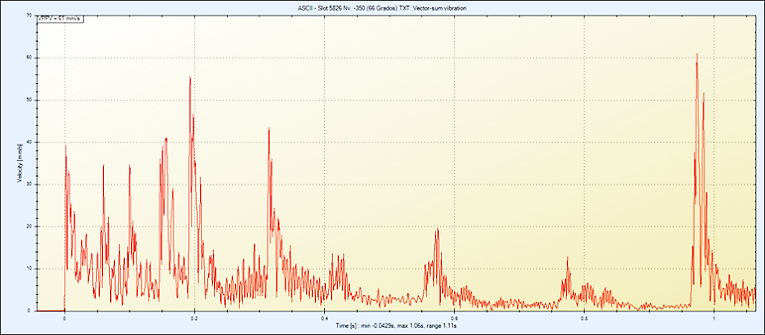 ASCII - Slot 5826 Nv. -350 (66 Grados).TXT: Vector-sum vibration
VPPV = 61 mm/s
70
60
50
40
30
20
10
0
Velocity [mm/s]
0 0.2 0.4 0.6 0.8 1
Time [s] : min -0.0429s. max 1.06s. range 1.11s